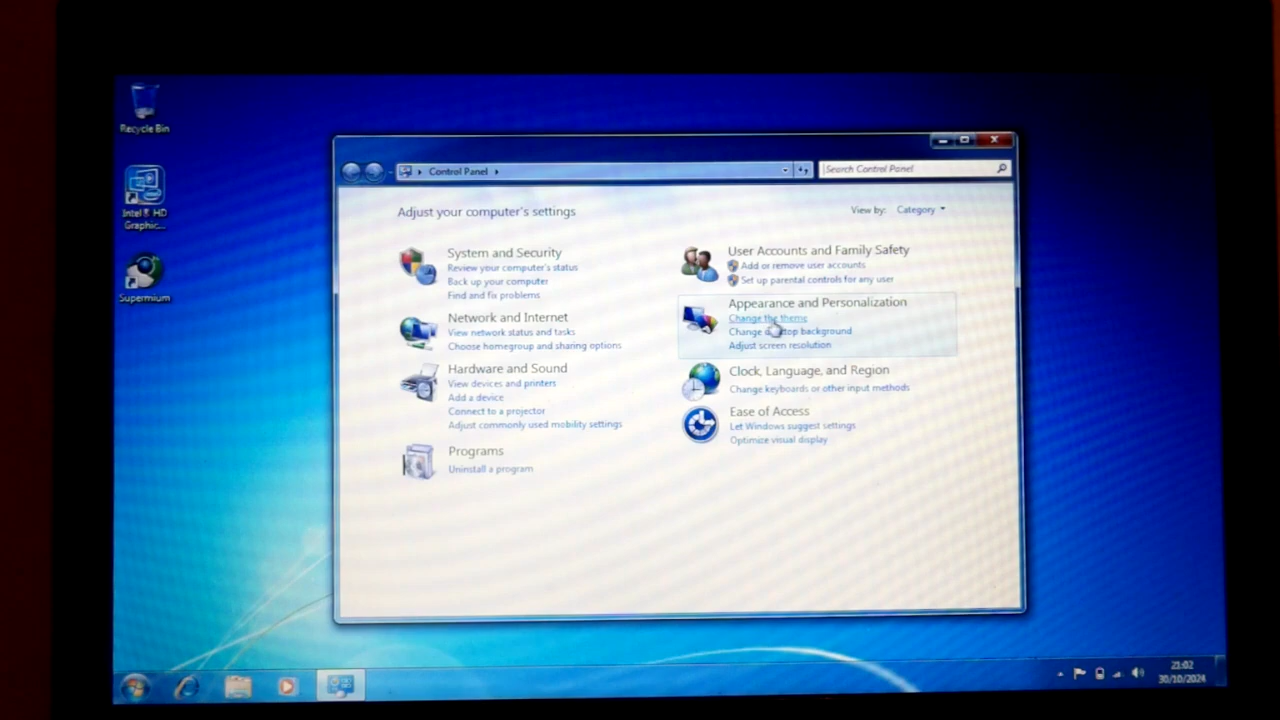 Recycle Bin
Intel® HD
Graphic...
Supermium
Control Panel
Search Control Panel
Adjust your computer's settings
View by: Category
System and Security
Review your computer's status
Back up your computer
Find and fix problems
Network and Internet
View network status and tasks
Choose homegroup and sharing options
Hardware and Sound
View devices and printers
Add a device
Connect to a projector
Adjust commonly used mobility settings
Programs
Uninstall a program
User Accounts and Family Safety
Add or remove user accounts
Set up parental controls for any user
Appearance and Personalization
Change the theme
Change desktop background
Adjust screen resolution
Clock, Language, and Region
Change keyboards or other input methods
Ease of Access
Let Windows suggest settings
Optimize visual display
21:02
30/10/2024